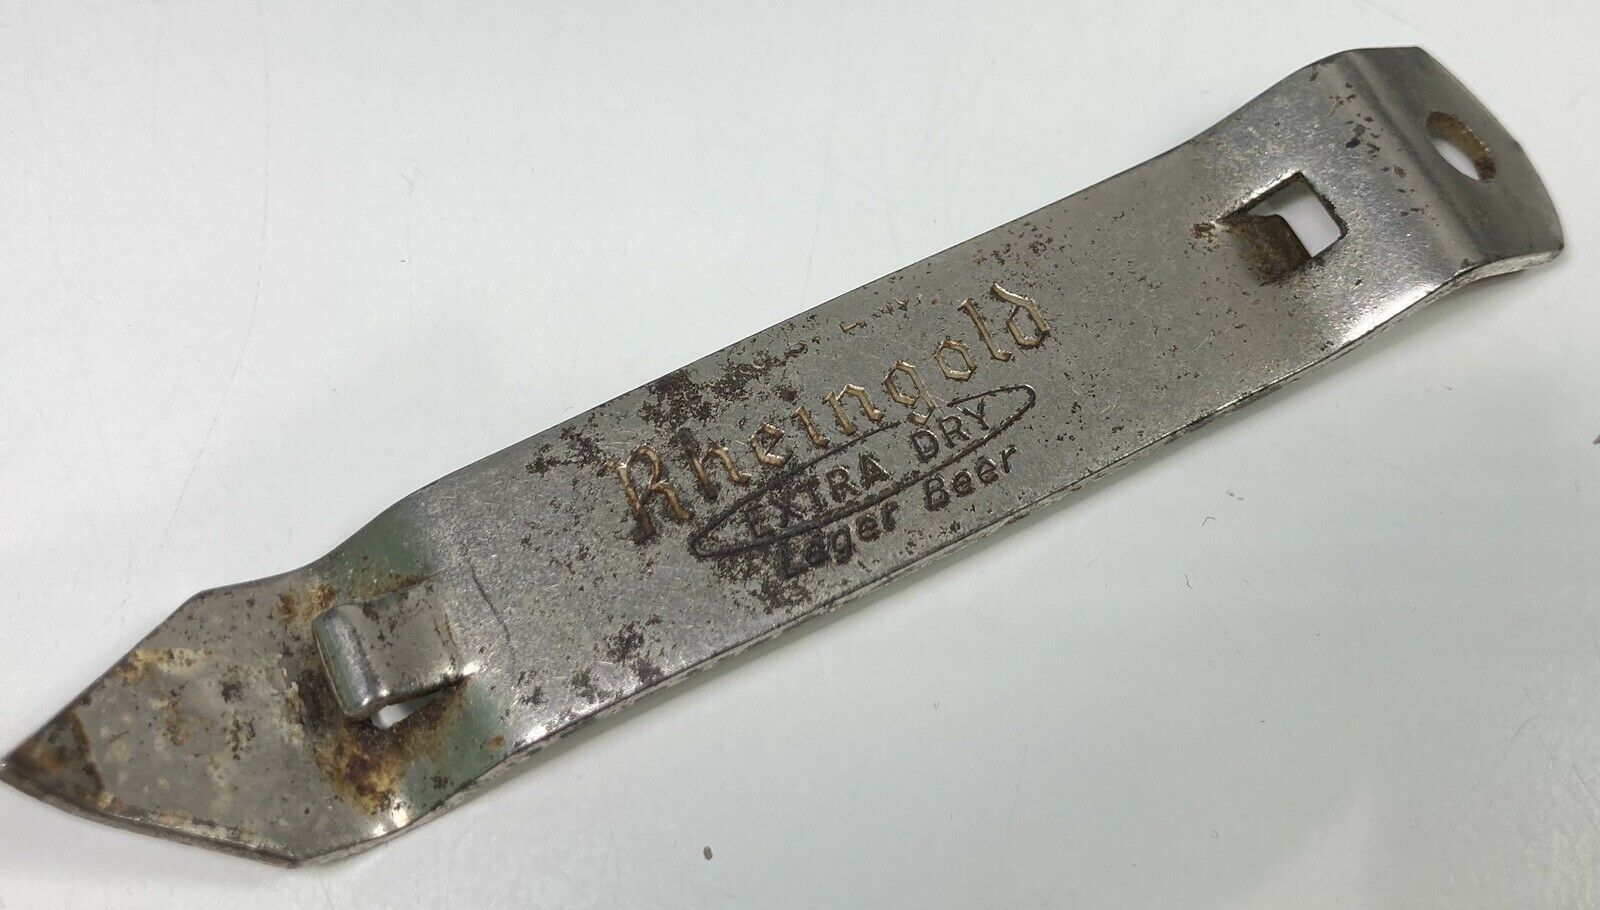 Rheingold
EXTRA DRY
Lager Beer